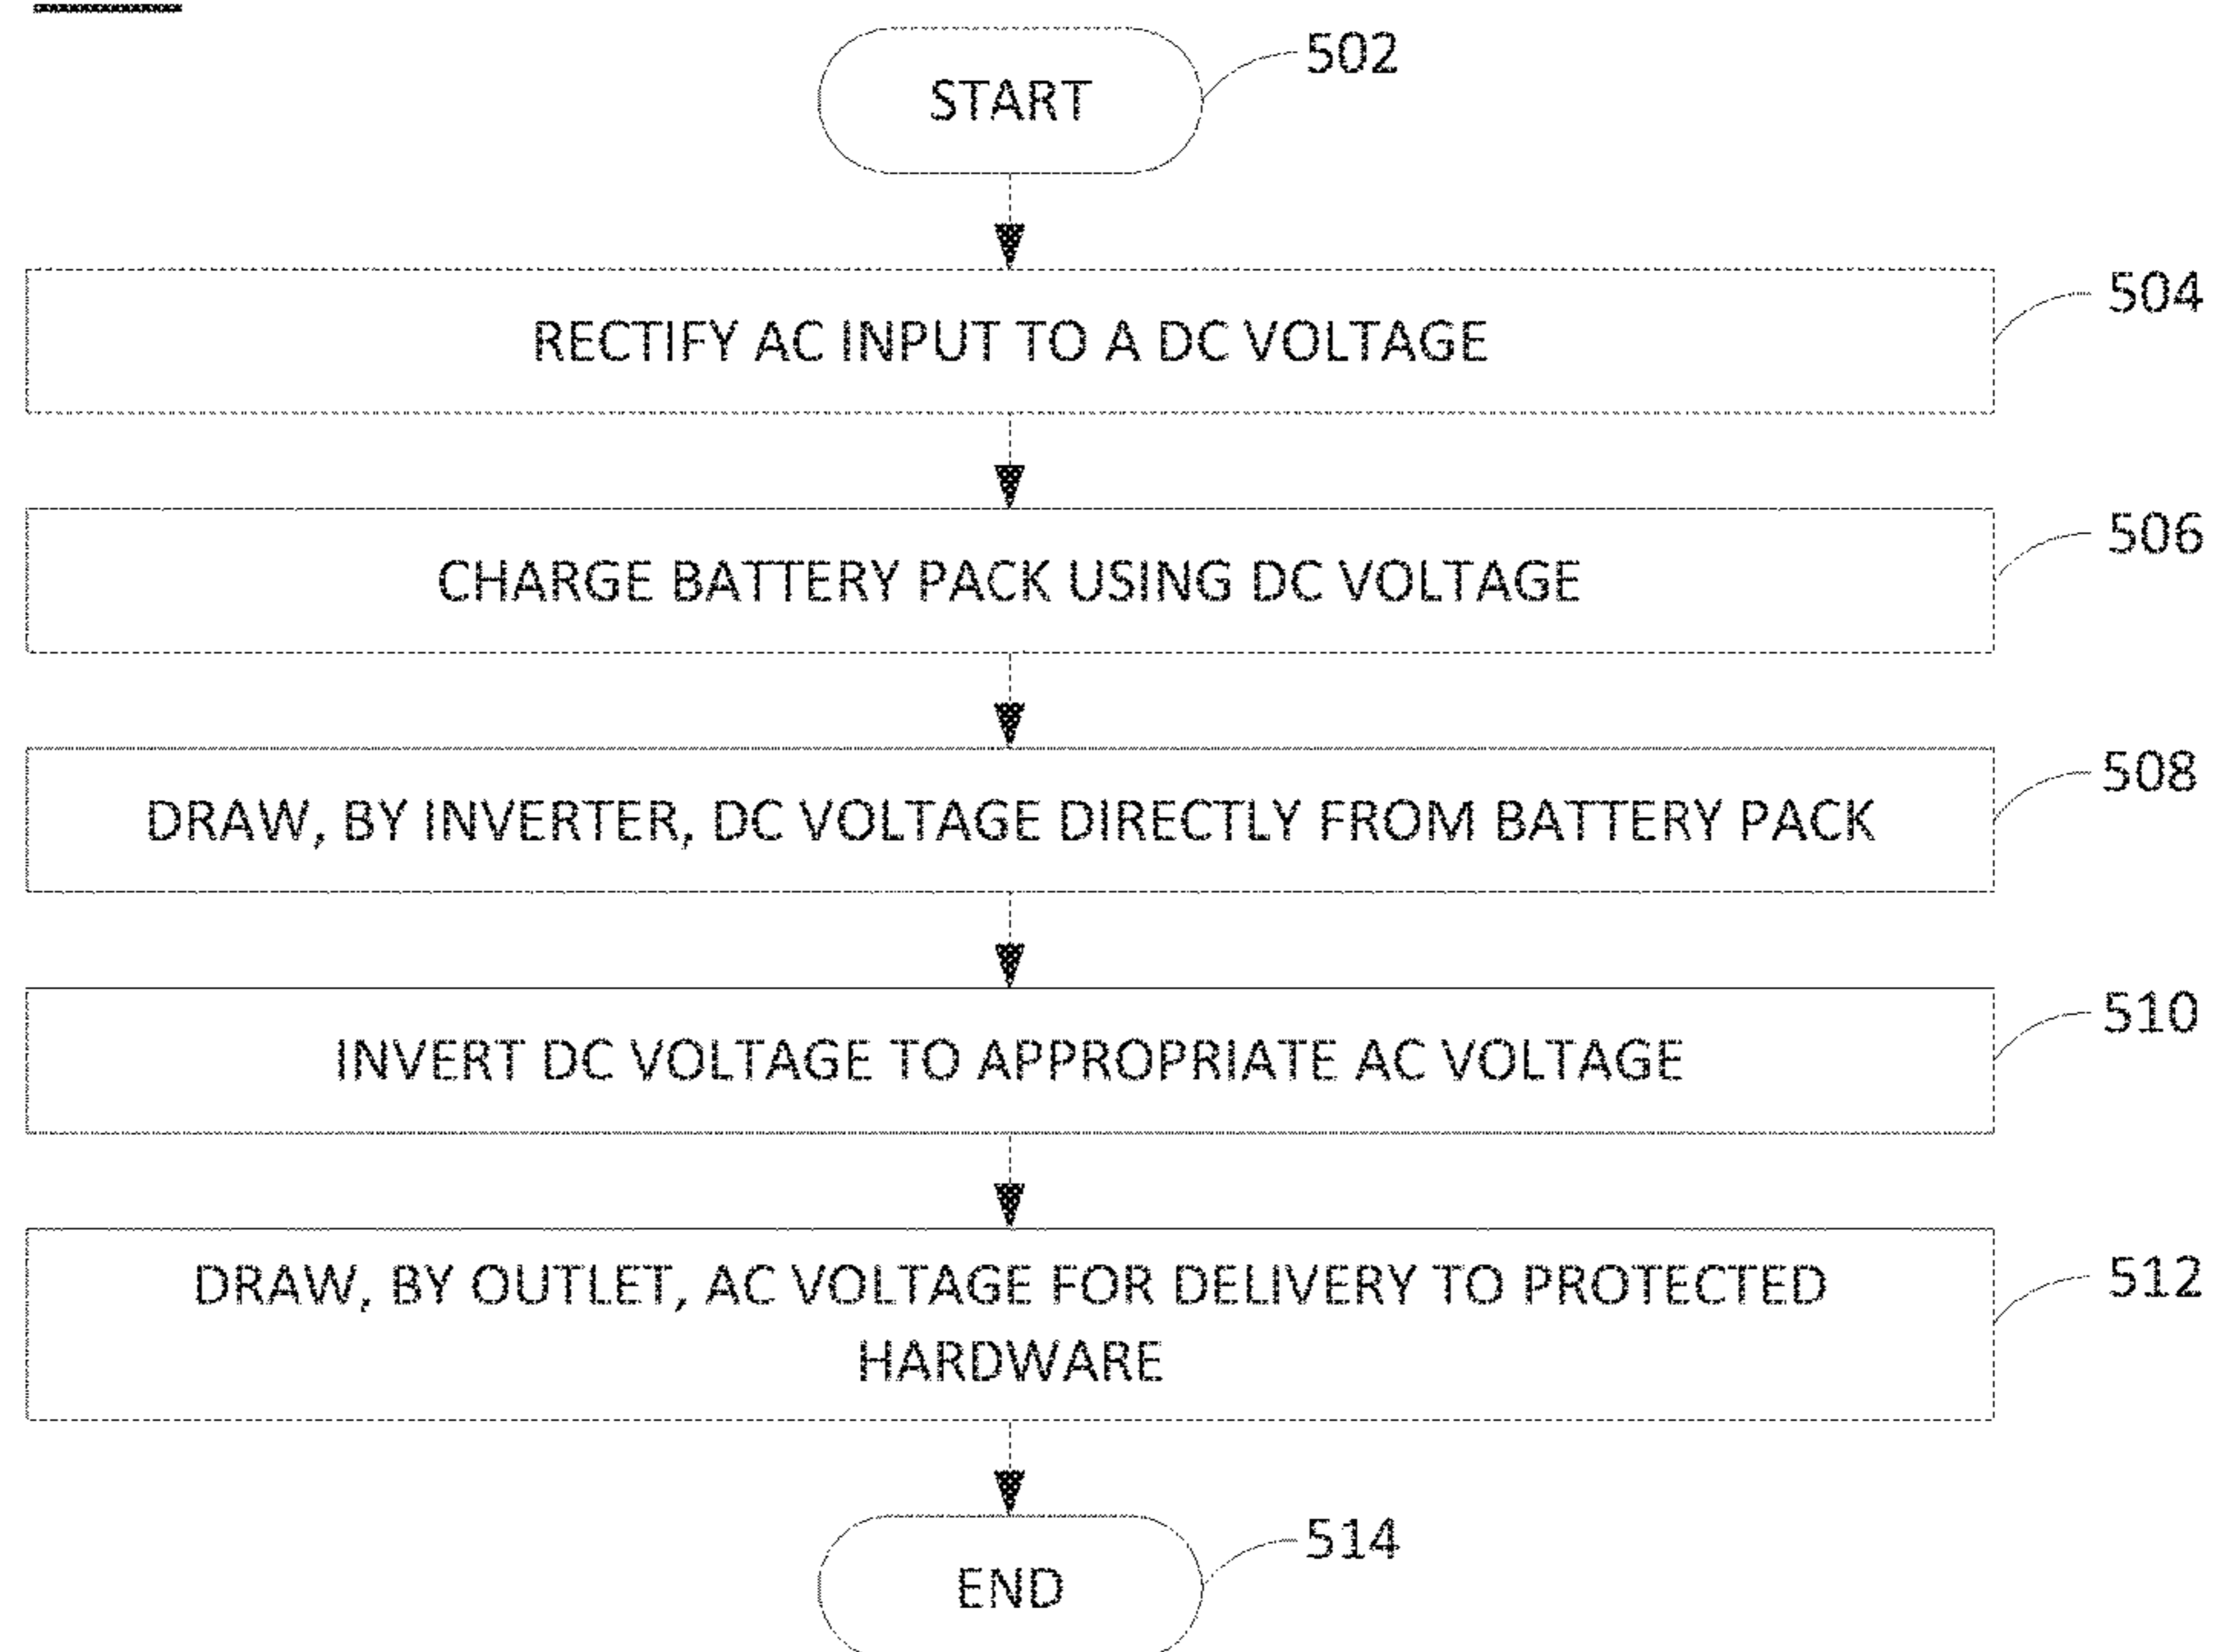 START
502
RECTIFY AC INPUT TO A DC VOLTAGE
504
CHARGE BATTERY PACK USING DC VOLTAGE
506
DRAW, BY INVERTER, DC VOLTAGE DIRECTLY FROM BATTERY PACK
508
INVERT DC VOLTAGE TO APPROPRIATE AC VOLTAGE
510
DRAW, BY OUTLET, AC VOLTAGE FOR DELIVERY TO PROTECTED
HARDWARE
512
END
514